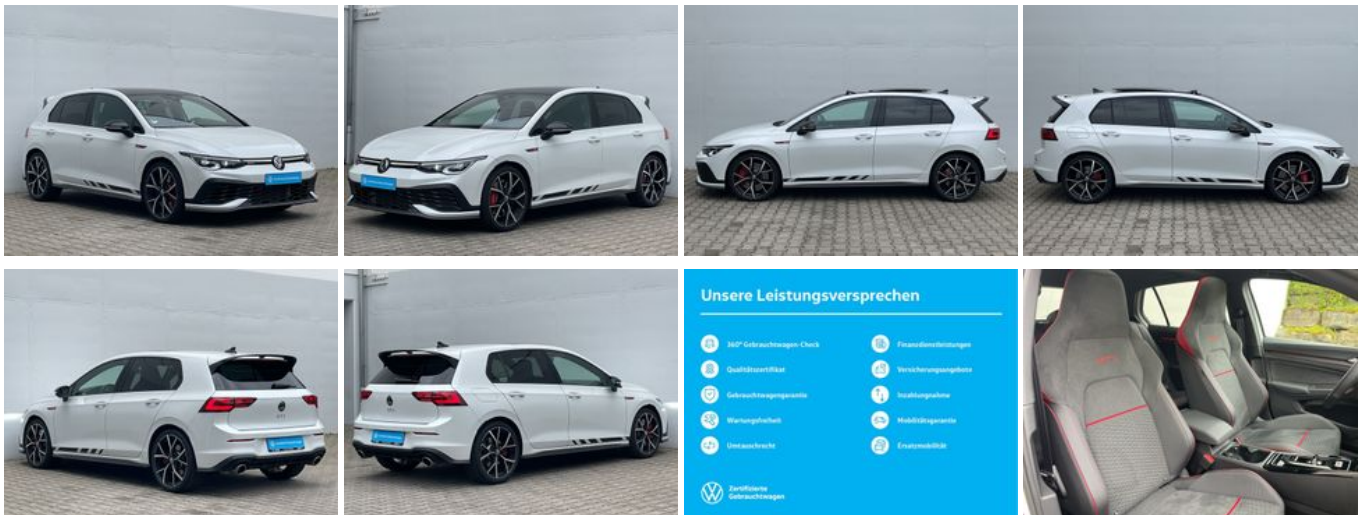 Unsere Leistungsversprechen
360° Gebrauchtwagen-Check
Finanzdienstleistungen
Qualitätszertifikat
Versicherungsangebote
Gebrauchtwagengarantie
Inzahlungnahme
Wartungsfreiheit
Mobilitätsgarantie
Umtauschrecht
Ersatzmobilität
Zertifizierte
Gebrauchtwagen